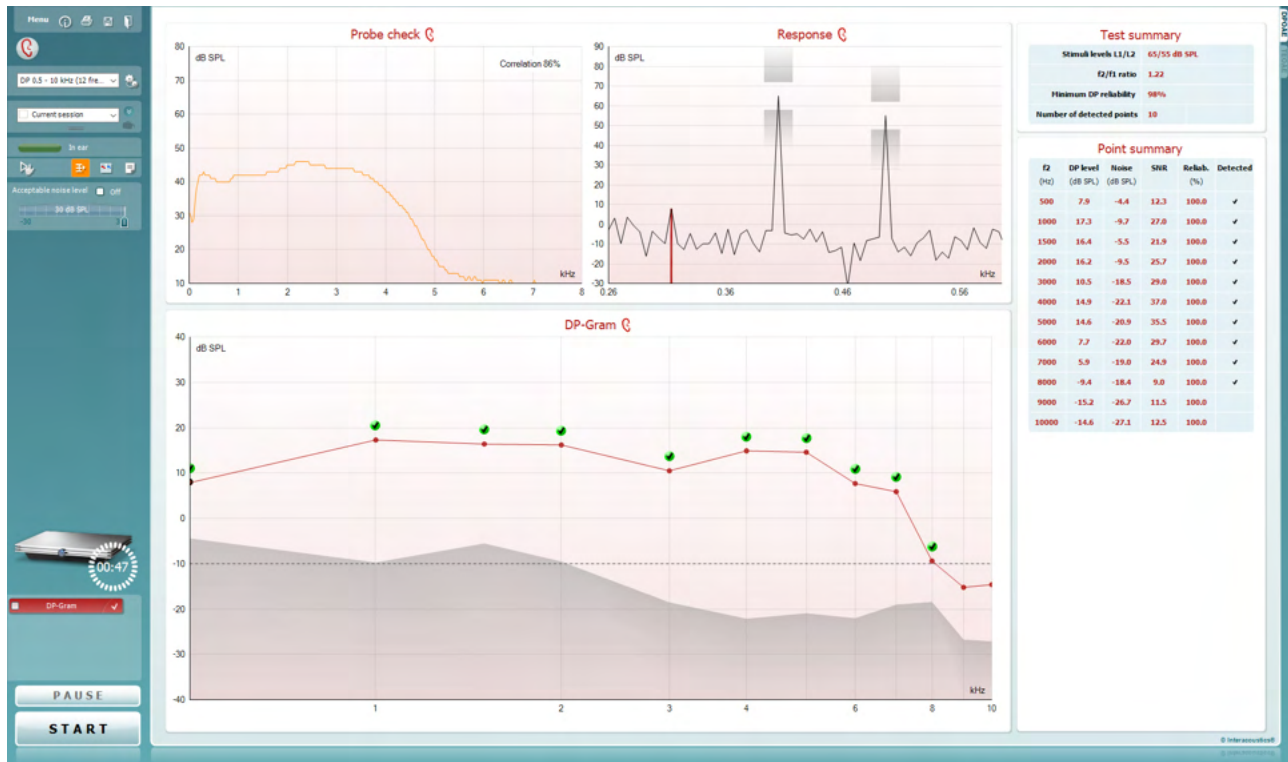 Menu
DP 0.5 - 10 kHz (12 fre...
Current session
In ear
Acceptable noise level Off
30 dB SPL
-30
00:47
DP-Gram
PAUSE
START
Probe check
80
dB SPL
Correlation 86%
70
60
50
40
30
20
10
kHz
0 1 2 3 4 5 6 7 8
Response
90
dB SPL
80
70
60
50
40
30
20
10
0
-10
-20
-30
kHz
0.26 0.36 0.46 0.56
DP-Gram
40
dB SPL
30
20
10
0
-10
-20
-30
-40
kHz
1 2 3 4 6 8 10
Test summary
Stimuli levels L1/L2 65/55 dB SPL
f2/f1 ratio 1.22
Minimum DP reliability 98%
Number of detected points 10
Point summary
f2 DP level Noise SNR Reliab. Detected
(Hz) (dB SPL) (dB SPL) (%)
500 7.9 -4.4 12.3 100.0 ✓
1000 17.3 -9.7 27.0 100.0 ✓
1500 16.4 -5.5 21.9 100.0 ✓
2000 16.2 -9.5 25.7 100.0 ✓
3000 10.5 -18.5 29.0 100.0 ✓
4000 14.9 -22.1 37.0 100.0 ✓
5000 14.6 -20.9 35.5 100.0 ✓
6000 7.7 -22.0 29.7 100.0 ✓
7000 5.9 -19.0 24.9 100.0 ✓
8000 -9.4 -18.4 9.0 100.0 ✓
9000 -15.2 -26.7 11.5 100.0
10000 -14.6 -27.1 12.5 100.0
DPOAE
© Interacoustics®